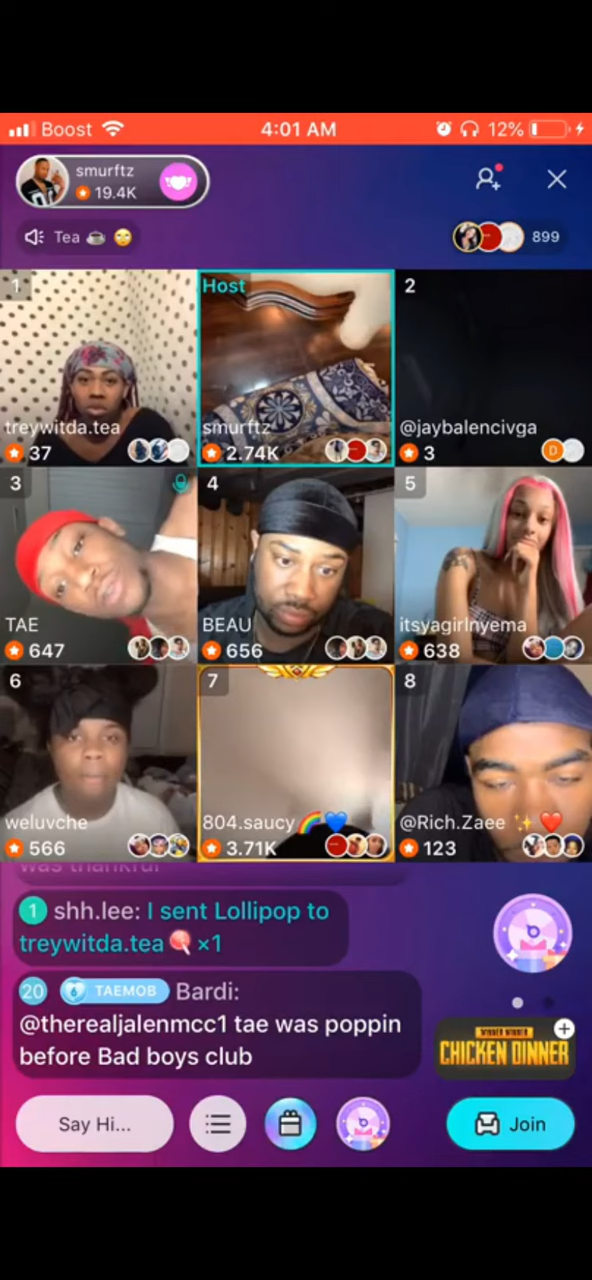 Boost 4:01 AM 12%
smurftz
19.4K
Tea ☕ 🙄 899
1
treywitda.tea
37
Host
smurftz
2.74K
2
@jaybalencivga
3
D
3
TAE
647
4
BEAU
656
5
itsyagirlnyema
638
6
weluvche
566
7
804.saucy 🌈💙
3.71K
8
@Rich.Zaee ✨ ❤️
123
was thankful
1 shh.lee: I sent Lollipop to
treywitda.tea 🍭 ×1
20 TAEMOB Bardi:
@therealjalenmcc1 tae was poppin
before Bad boys club
WINNER WINNER
CHICKEN DINNER
Say Hi...
Join